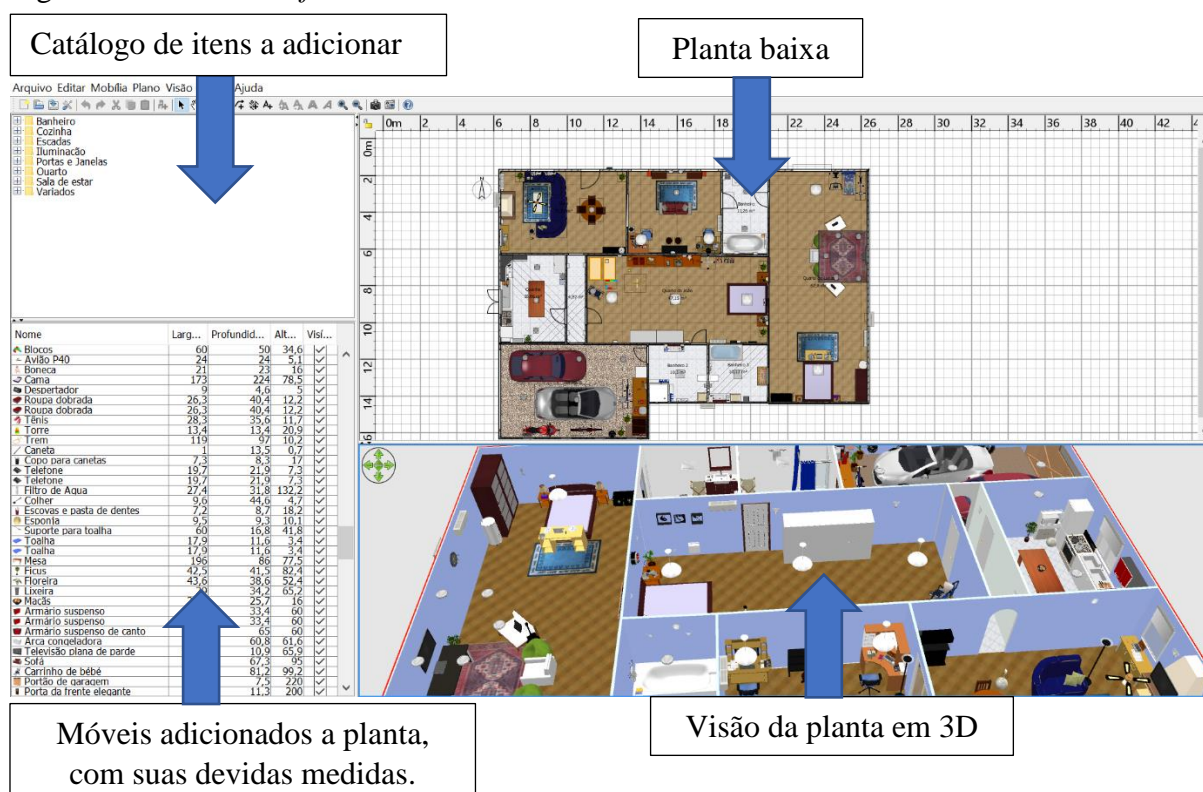 Catálogo de itens a adicionar
Planta baixa
Arquivo Editar Mobília Plano Visão Ajuda
0m 2 4 6 8 10 12 14 16 18 22 24 26 28 30 32 34 36 38 40 42
Banheiro
Cozinha
Escadas
Iluminação
Portas e Janelas
Quarto
Sala de estar
Variados
0m
2
4
6
8
10
12
14
Banheiro
Cozinha
Banheiro 2
Nome Larg... Profundid... Alt... Visí...
Blocos 60 50 34,6
Avião P40 24 24 5,1
Boneca 21 23 16
Cama 173 224 78,5
Despertador 9 4,6 5
Roupa dobrada 26,3 40,4 12,2
Roupa dobrada 26,3 40,4 12,2
Tênis 28,3 35,6 11,7
Torre 13,4 13,4 20,9
Trem 119 97 10,2
Caneta 1 13,5 0,7
Copo para canetas 7,3 8,3 17
Telefone 19,7 21,9 7,3
Telefone 19,7 21,9 7,3
Filtro de Água 27,4 31,8 132,2
Colher 9,6 44,6 4,7
Escovas e pasta de dentes 7,2 8,7 18,2
Esponja 9,5 9,3 10,1
Suporte para toalha 60 16,8 41,8
Toalha 17,9 11,6 3,4
Toalha 17,9 11,6 3,4
Mesa 196 86 77,5
Ficus 42,5 41,5 82,4
Floreira 43,6 38,6 52,4
Lixeira 34,2 65,2
Maçãs 25,7 16
Armário suspenso 33,4 60
Armário suspenso 33,4 60
Armário suspenso de canto 65 60
Arca congeladora 60,8 61,6
Televisão plana de parde 10,9 65,9
Sofá 67,3 95
Carrinho de bébé 81,2 99,2
Portão de garagem 7,5 220
Porta da frente elegante 11,3 200
Móveis adicionados a planta,
com suas devidas medidas.
Visão da planta em 3D